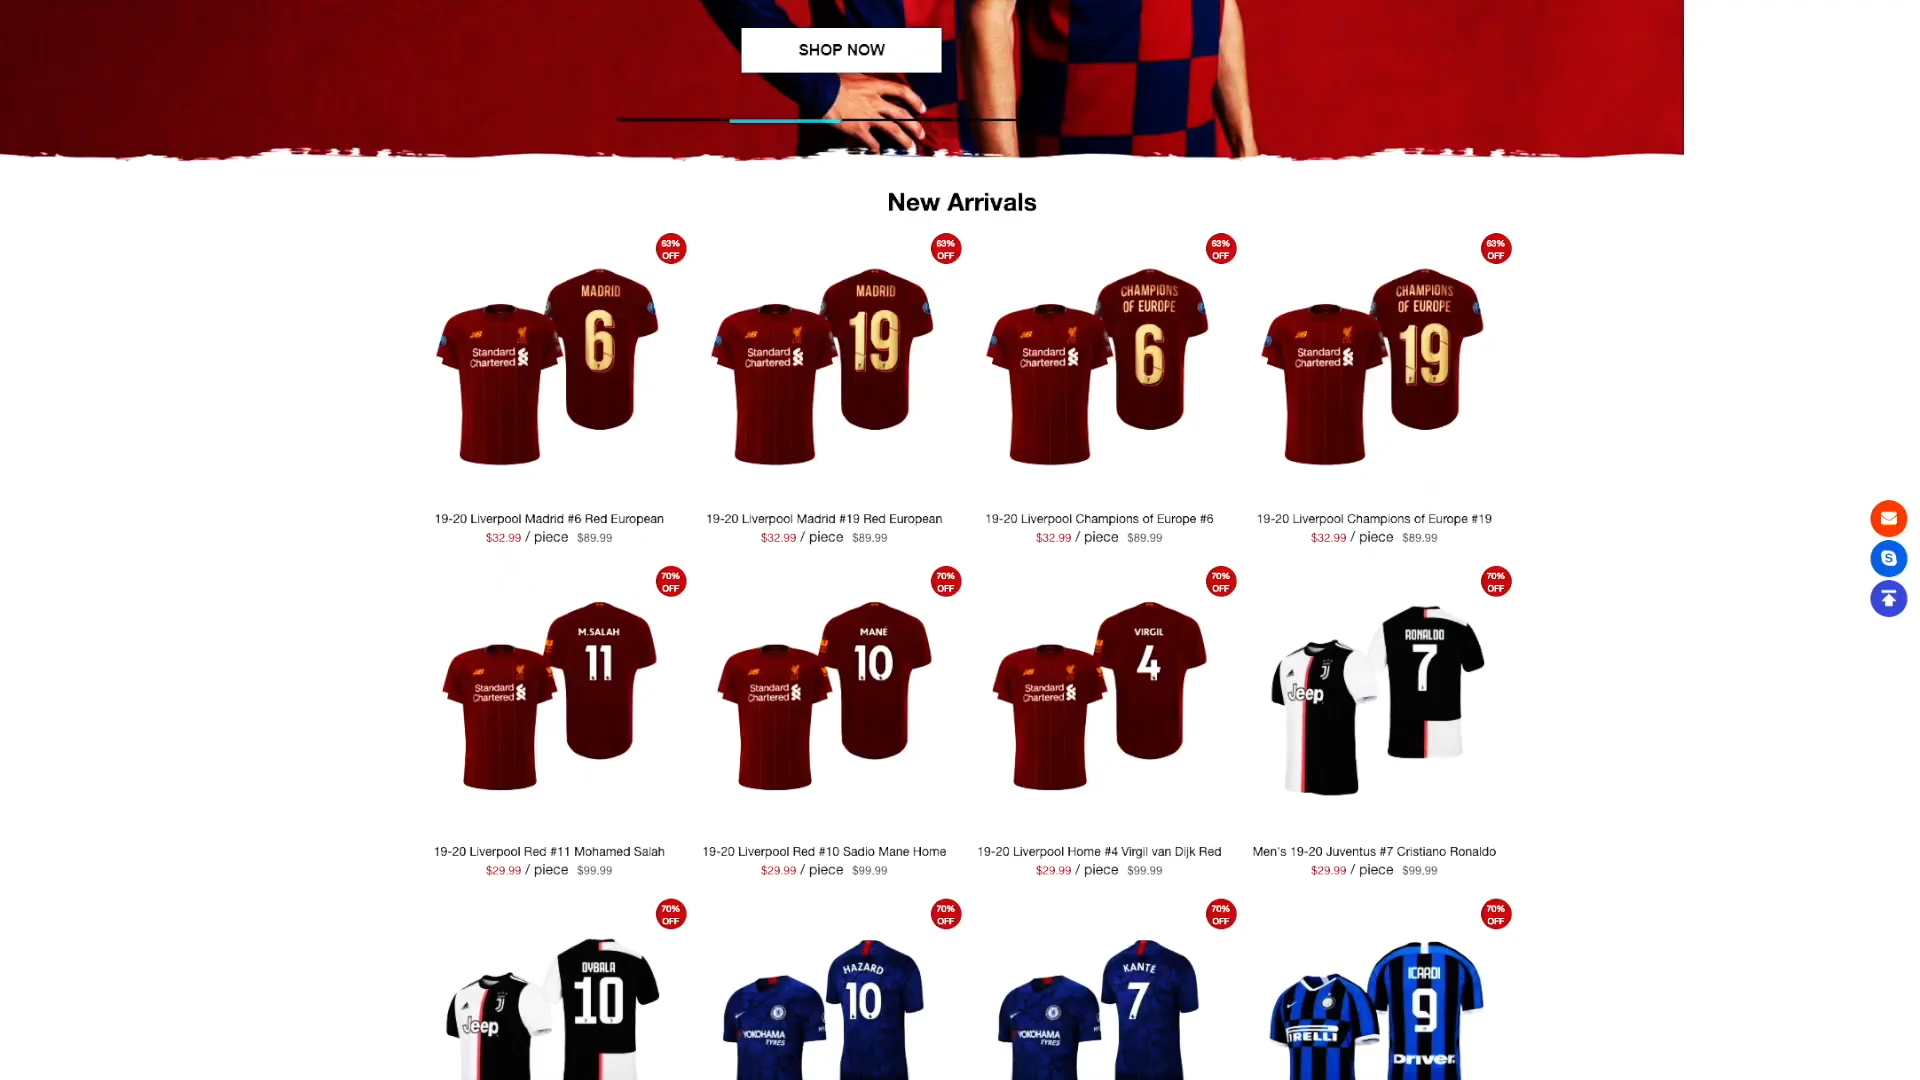 SHOP NOW
New Arrivals
63%
OFF
63%
OFF
63%
OFF
63%
OFF
MADRID
6
Standard
Chartered
MADRID
19
Standard
Chartered
CHAMPIONS
OF EUROPE
6
Standard
Chartered
CHAMPIONS
OF EUROPE
19
Standard
Chartered
19-20 Liverpool Madrid #6 Red European
$32.99 / piece $89.99
19-20 Liverpool Madrid #19 Red European
$32.99 / piece $89.99
19-20 Liverpool Champions of Europe #6
$32.99 / piece $89.99
19-20 Liverpool Champions of Europe #19
$32.99 / piece $89.99
70%
OFF
70%
OFF
70%
OFF
70%
OFF
M.SALAH
11
Standard
Chartered
MANÉ
10
Standard
Chartered
VIRGIL
4
Standard
Chartered
RONALDO
7
Jeep
19-20 Liverpool Red #11 Mohamed Salah
$29.99 / piece $99.99
19-20 Liverpool Red #10 Sadio Mane Home
$29.99 / piece $99.99
19-20 Liverpool Home #4 Virgil van Dijk Red
$29.99 / piece $99.99
Men's 19-20 Juventus #7 Cristiano Ronaldo
$29.99 / piece $99.99
70%
OFF
70%
OFF
70%
OFF
70%
OFF
DYBALA
10
Jeep
HAZARD
10
YOKOHAMA
TYRES
KANTÉ
7
YOKOHAMA
TYRES
ICARDI
9
Driver
IRELLI